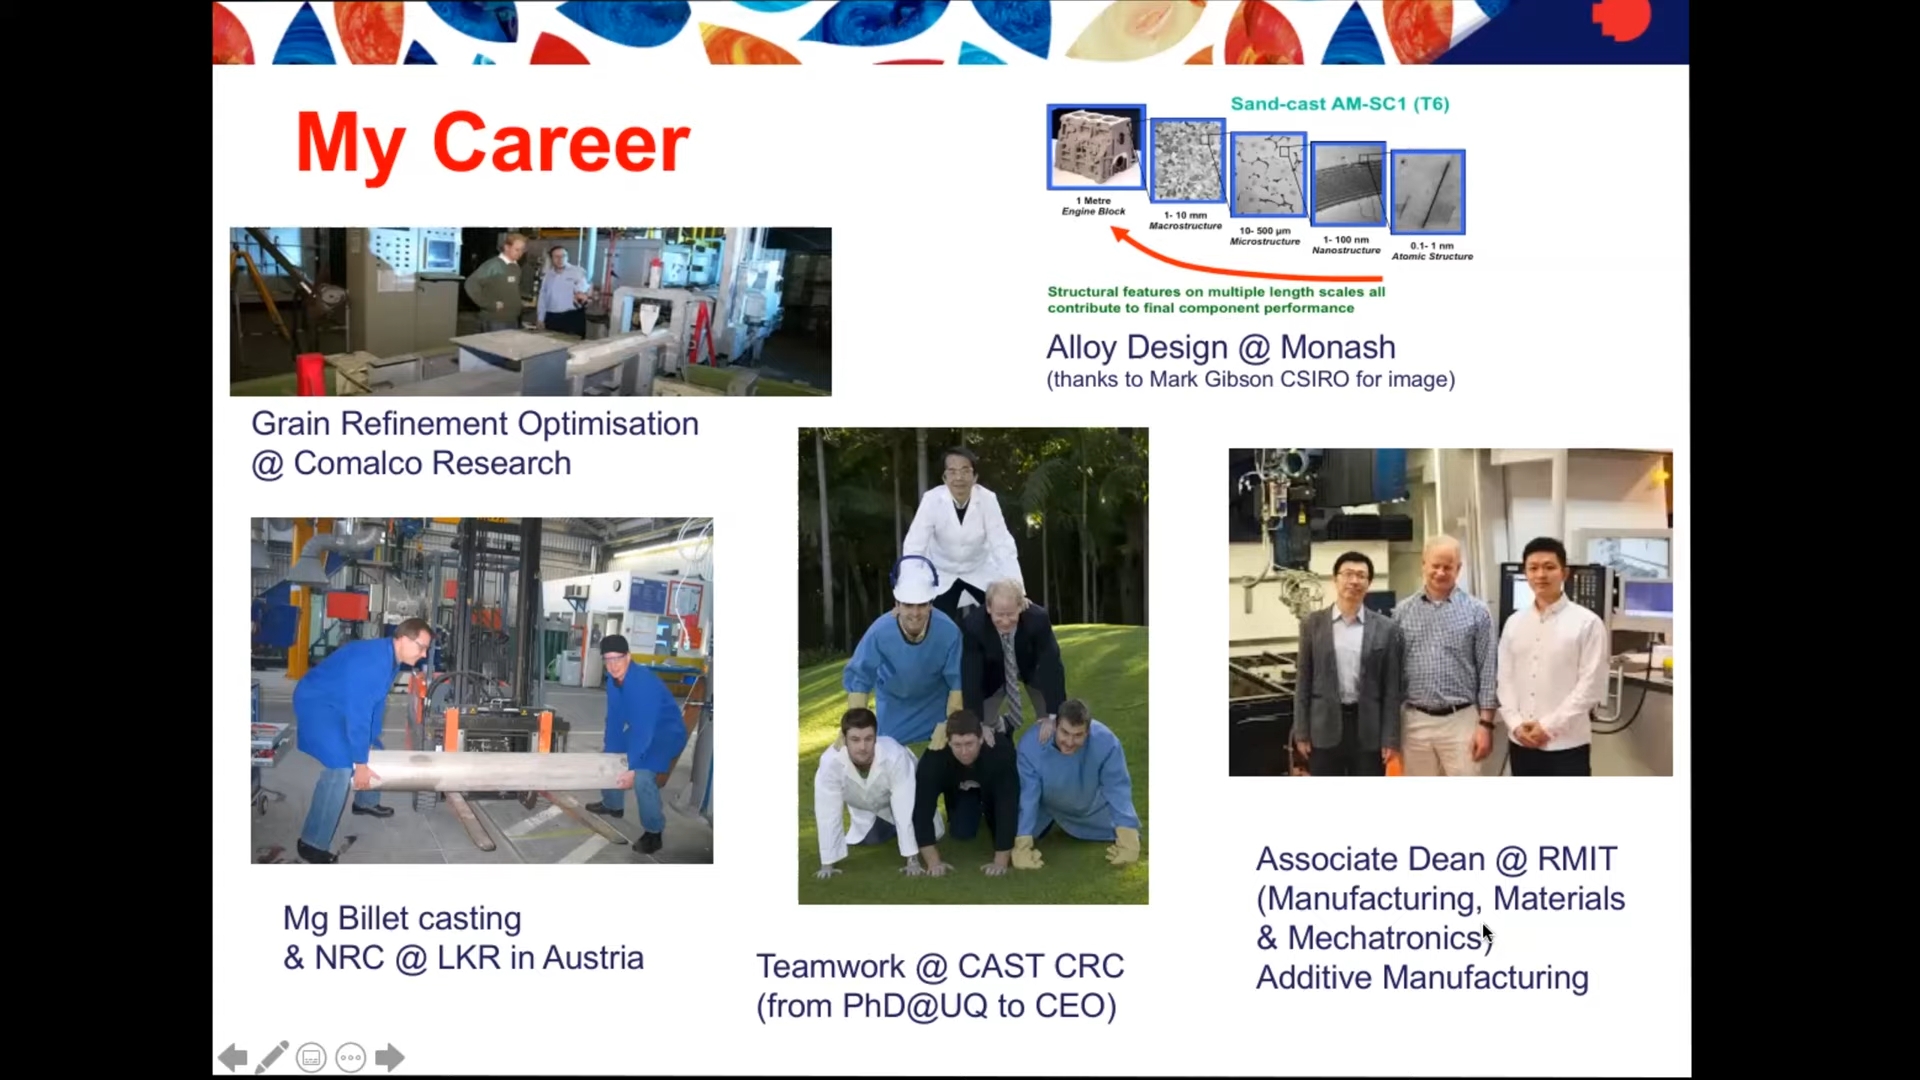 My Career
Sand-cast AM-SC1 (T6)
1 Metre
Engine Block
1- 10 mm
Macrostructure
10- 500 µm
Microstructure
1- 100 nm
Nanostructure
0.1- 1 nm
Atomic Structure
Structural features on multiple length scales all
contribute to final component performance
Alloy Design @ Monash
(thanks to Mark Gibson CSIRO for image)
Grain Refinement Optimisation
@ Comalco Research
Mg Billet casting
& NRC @ LKR in Austria
Teamwork @ CAST CRC
(from PhD@UQ to CEO)
Associate Dean @ RMIT
(Manufacturing, Materials
& Mechatronics)
Additive Manufacturing